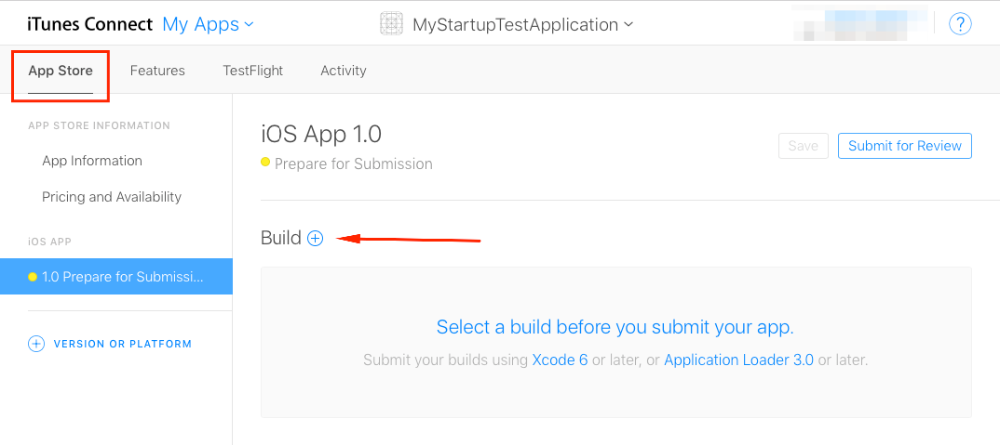 iTunes Connect My Apps MyStartupTestApplication ?
App Store Features TestFlight Activity
APP STORE INFORMATION
App Information
Pricing and Availability
iOS APP
1.0 Prepare for Submissi...
VERSION OR PLATFORM
iOS App 1.0
Prepare for Submission
Save Submit for Review
Build
Select a build before you submit your app.
Submit your builds using Xcode 6 or later, or Application Loader 3.0 or later.